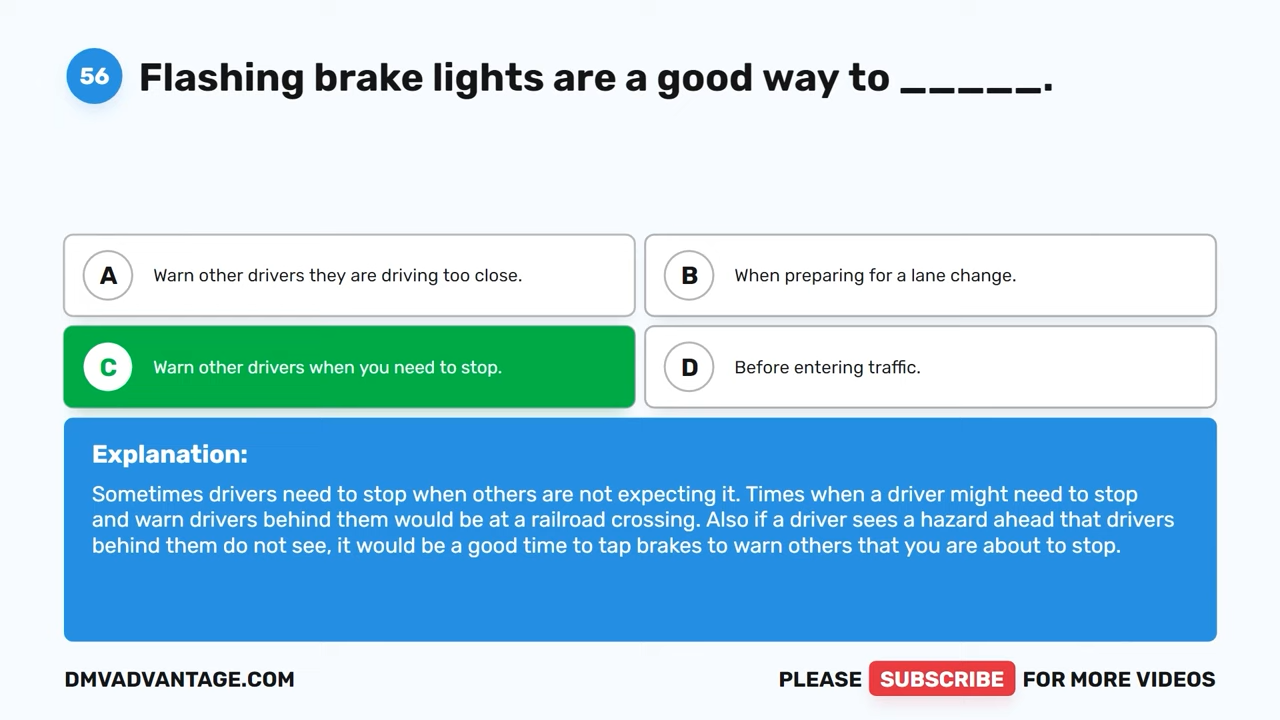 56 Flashing brake lights are a good way to _____.
A Warn other drivers they are driving too close.
B When preparing for a lane change.
C Warn other drivers when you need to stop.
D Before entering traffic.
Explanation:
Sometimes drivers need to stop when others are not expecting it. Times when a driver might need to stop
and warn drivers behind them would be at a railroad crossing. Also if a driver sees a hazard ahead that drivers
behind them do not see, it would be a good time to tap brakes to warn others that you are about to stop.
DMVADVANTAGE.COM
PLEASE SUBSCRIBE FOR MORE VIDEOS